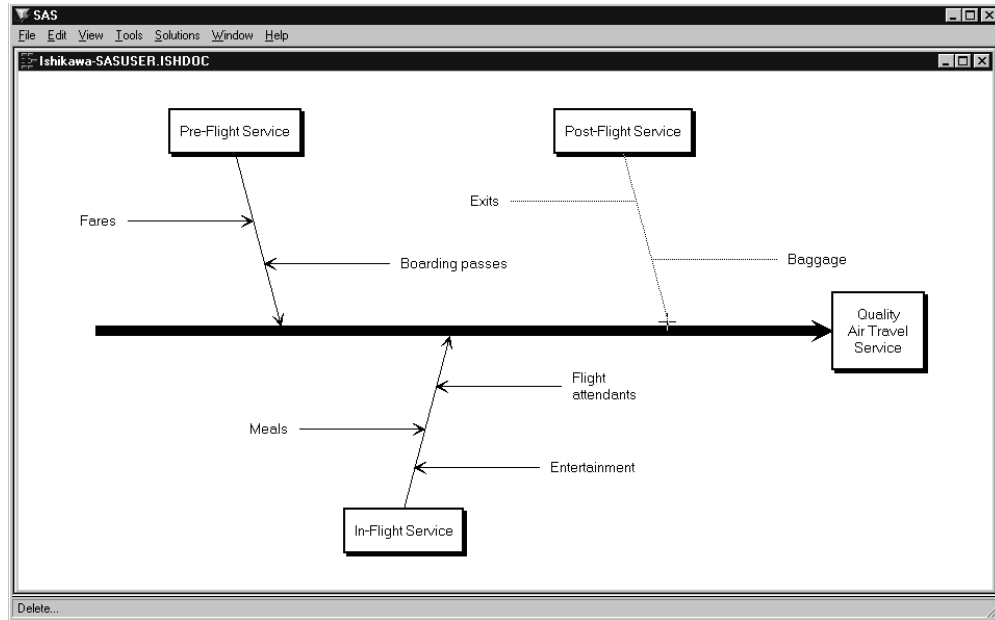 SAS
File Edit View Tools Solutions Window Help
Ishikawa-SASUSER.ISHDOC
Pre-Flight Service
Post-Flight Service
Exits
Fares
Baggage
Boarding passes
Quality
Air Travel
Service
Flight
attendants
Meals
Entertainment
In-Flight Service
Delete...